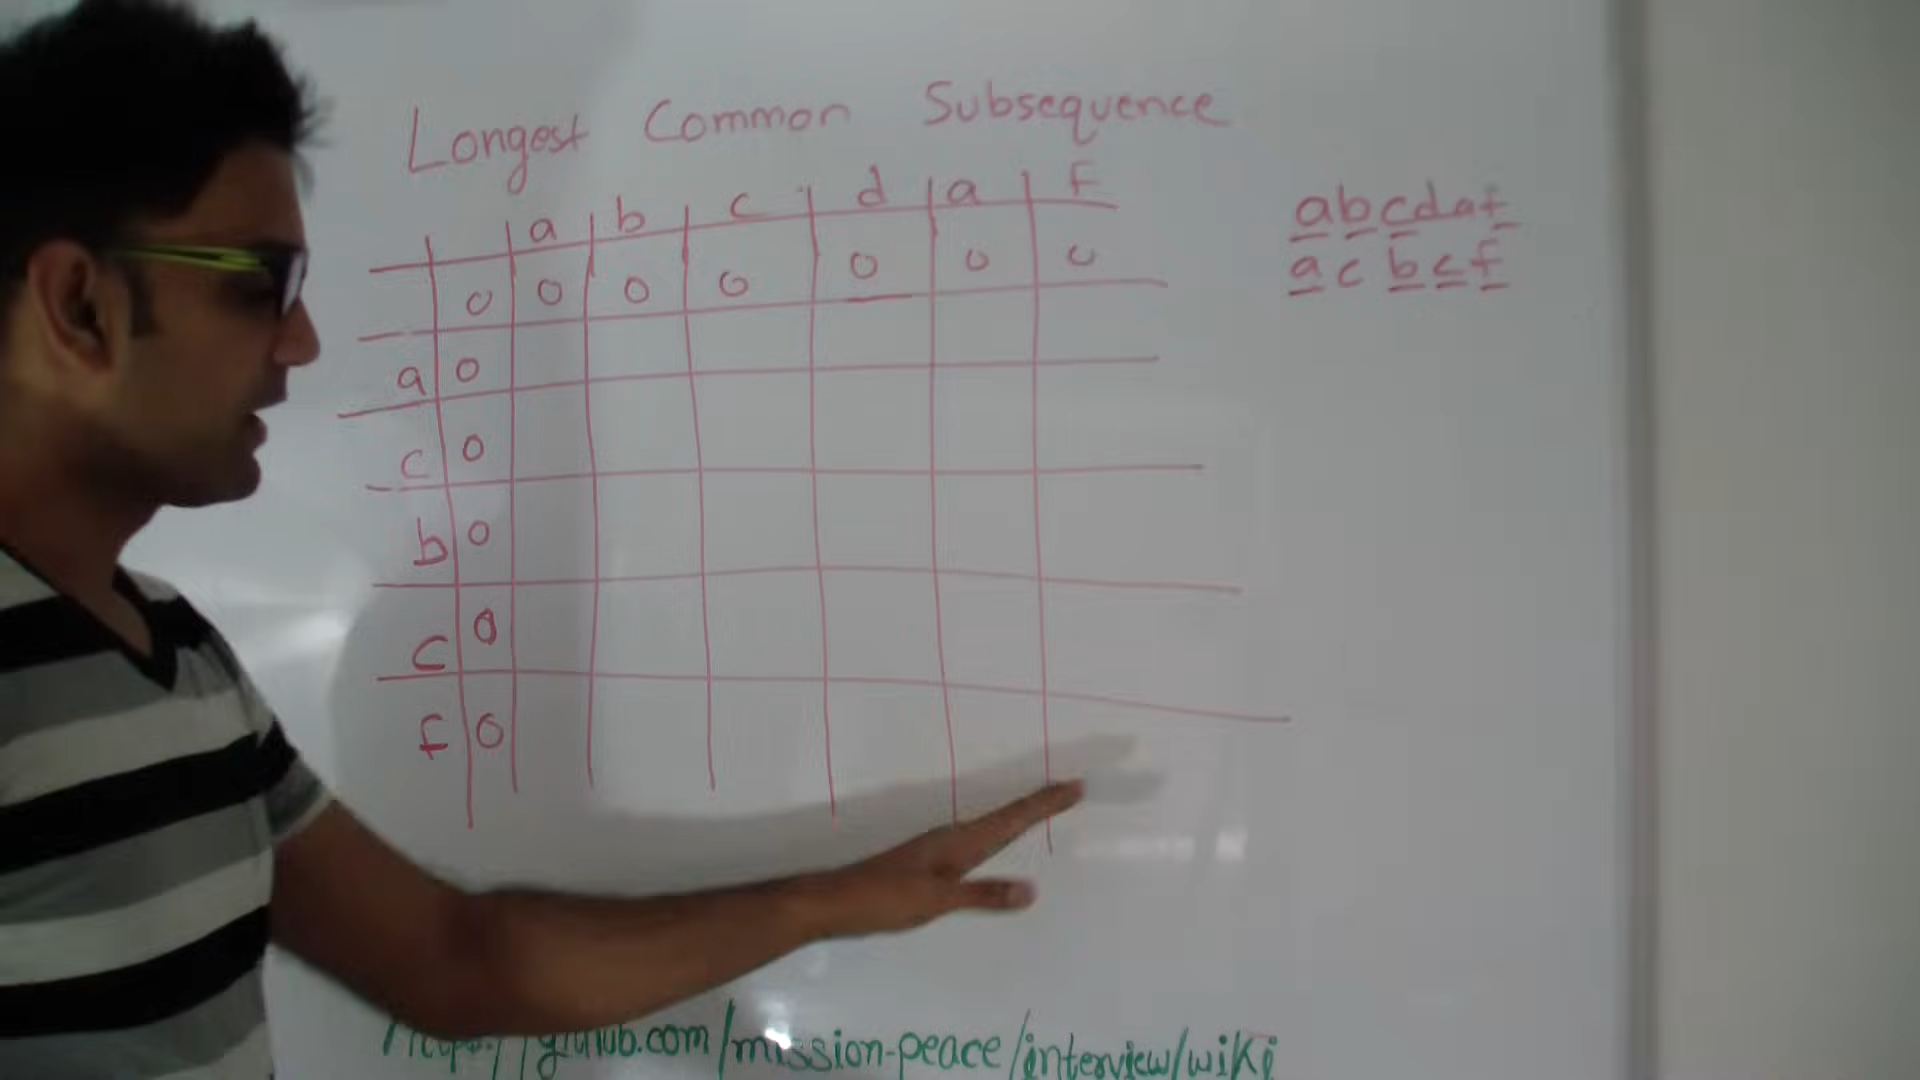 Longest Common Subsequence
a b c d a F
0 0 0 0 0 0 0
a 0
c 0
b 0
c 0
f 0
abcdaf
acbcf
http://github.com/mission-peace/interview/wiki